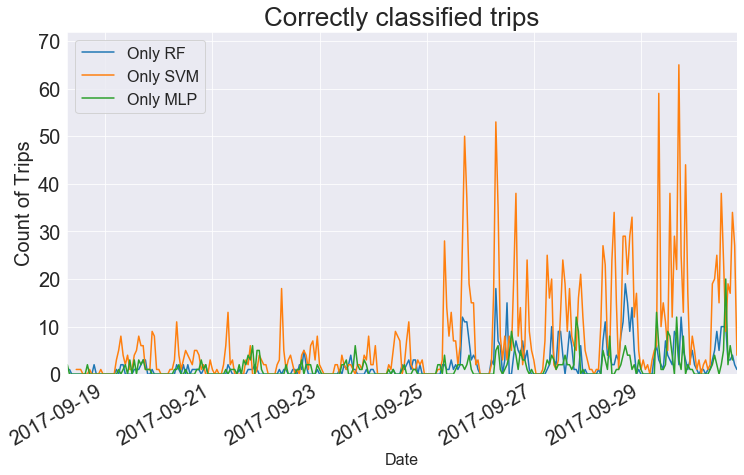 Correctly classified trips
70
60
50
40
30
20
10
0
Count of Trips
Only RF
Only SVM
Only MLP
2017-09-19
2017-09-21
2017-09-23
2017-09-25
2017-09-27
2017-09-29
Date